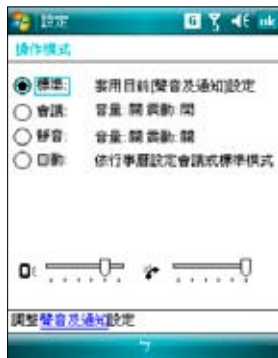 設定
ok
操作模式
標準: 套用目前[聲音及通知]設定
會議: 音量: 關 震動: 開
靜音: 音量: 關 震動: 關
自動: 依行事曆設定會議或標準模式
調整聲音及通知設定